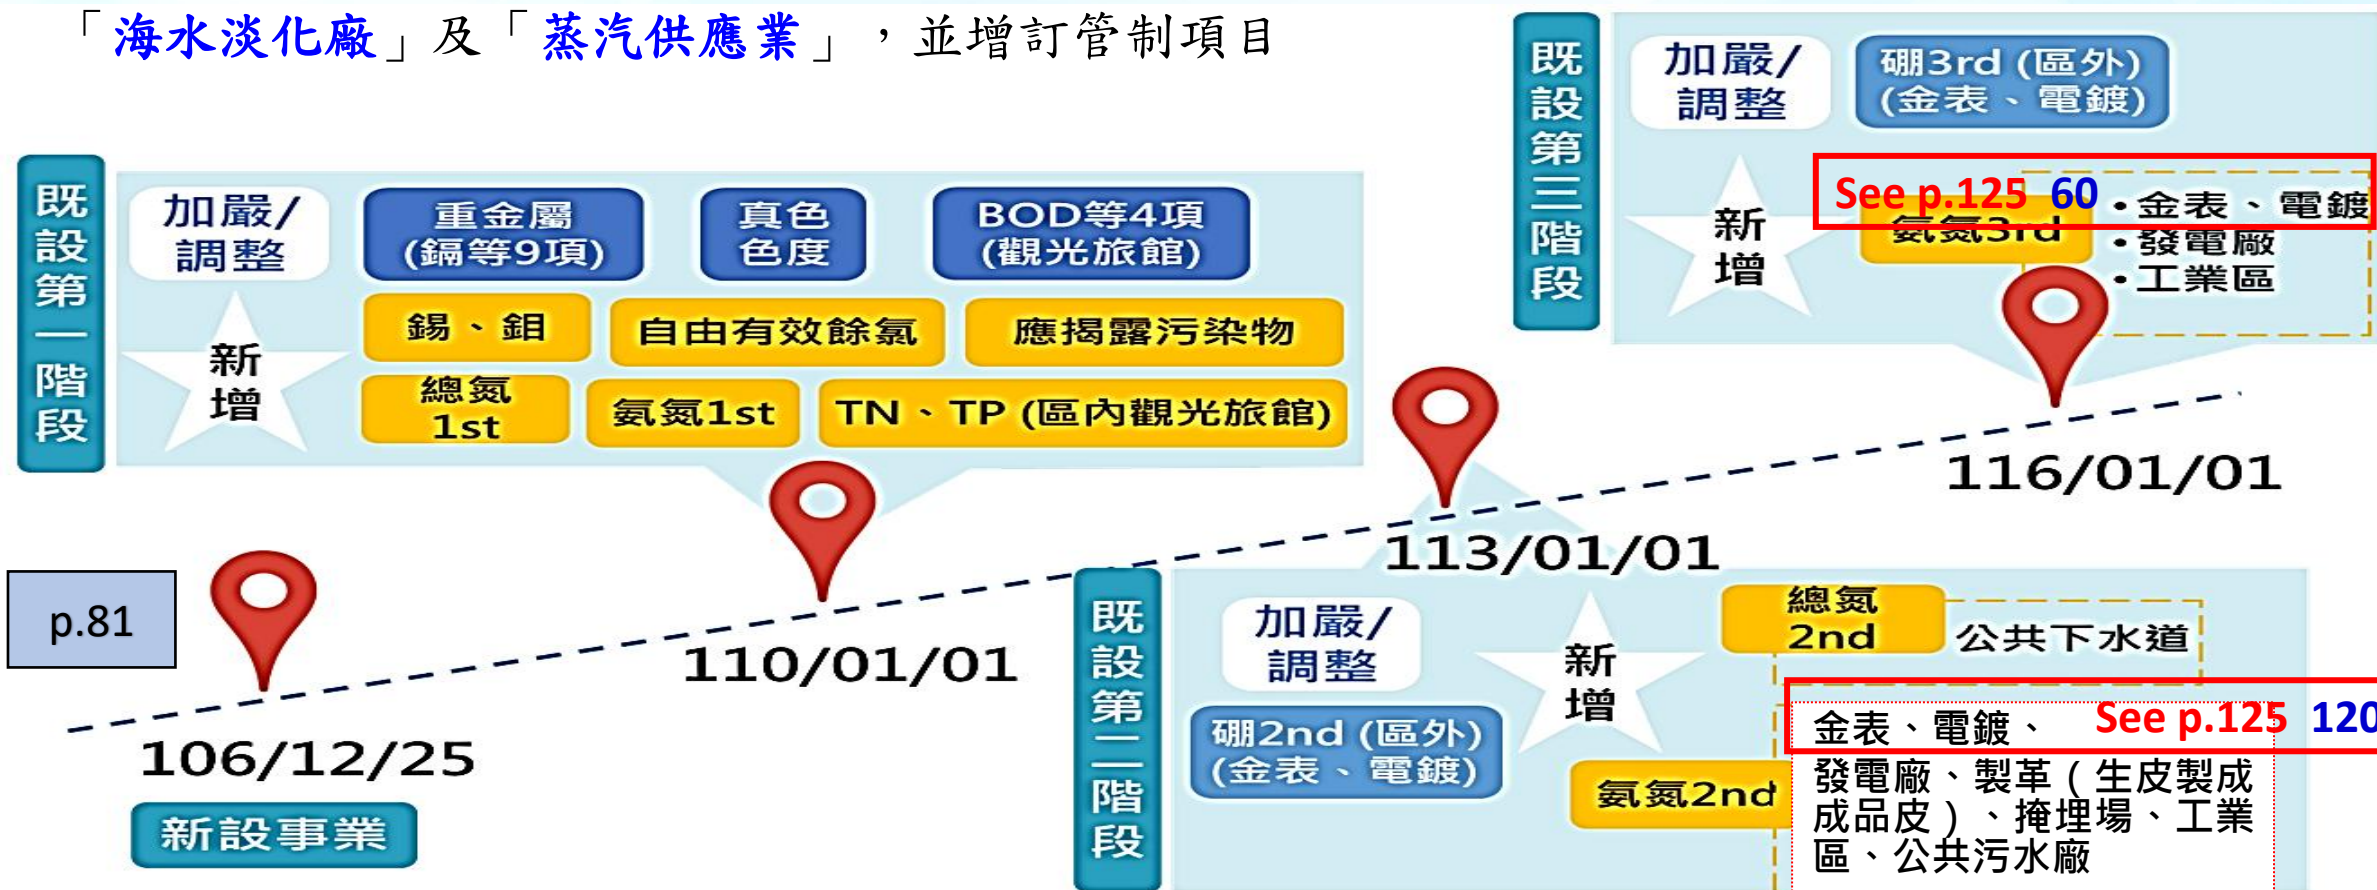 「海水淡化廠」及「蒸汽供應業」，並增訂管制項目
既設第三階段
加嚴/
調整
硼3rd (區外)
(金表、電鍍)
新
增
See p.125 60
氨氮3rd
•金表、電鍍
•發電廠
•工業區
116/01/01
既設第一階段
加嚴/
調整
重金屬
(鎘等9項)
真色
色度
BOD等4項
(觀光旅館)
新
增
錫、鉬
自由有效餘氯
應揭露污染物
總氮
1st
氨氮1st
TN、TP (區內觀光旅館)
110/01/01
113/01/01
p.81
106/12/25
新設事業
既設第二階段
加嚴/
調整
硼2nd (區外)
(金表、電鍍)
新
增
總氮
2nd
公共下水道
氨氮2nd
See p.125 120
金表、電鍍、
發電廠、製革（生皮製成
成品皮）、掩埋場、工業
區、公共污水廠